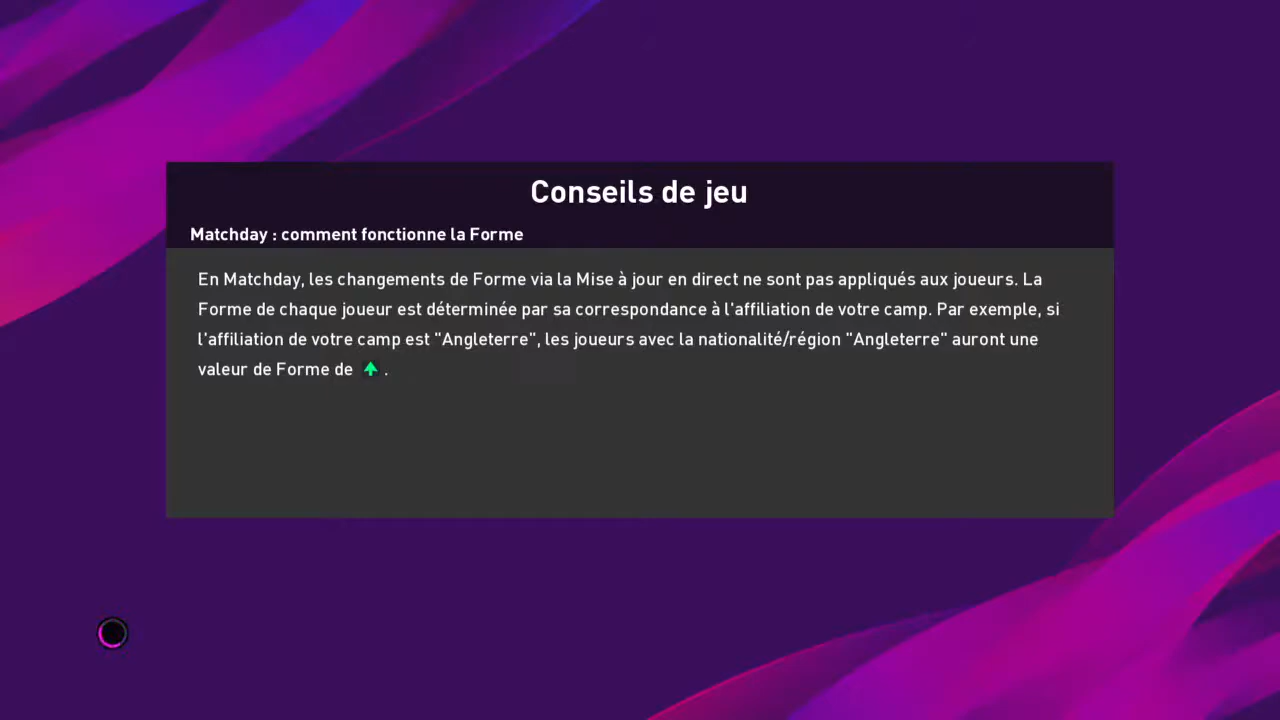 Conseils de jeu
Matchday : comment fonctionne la Forme
En Matchday, les changements de Forme via la Mise à jour en direct ne sont pas appliqués aux joueurs. La
Forme de chaque joueur est déterminée par sa correspondance à l'affiliation de votre camp. Par exemple, si
l'affiliation de votre camp est "Angleterre", les joueurs avec la nationalité/région "Angleterre" auront une
valeur de Forme de ↑ .